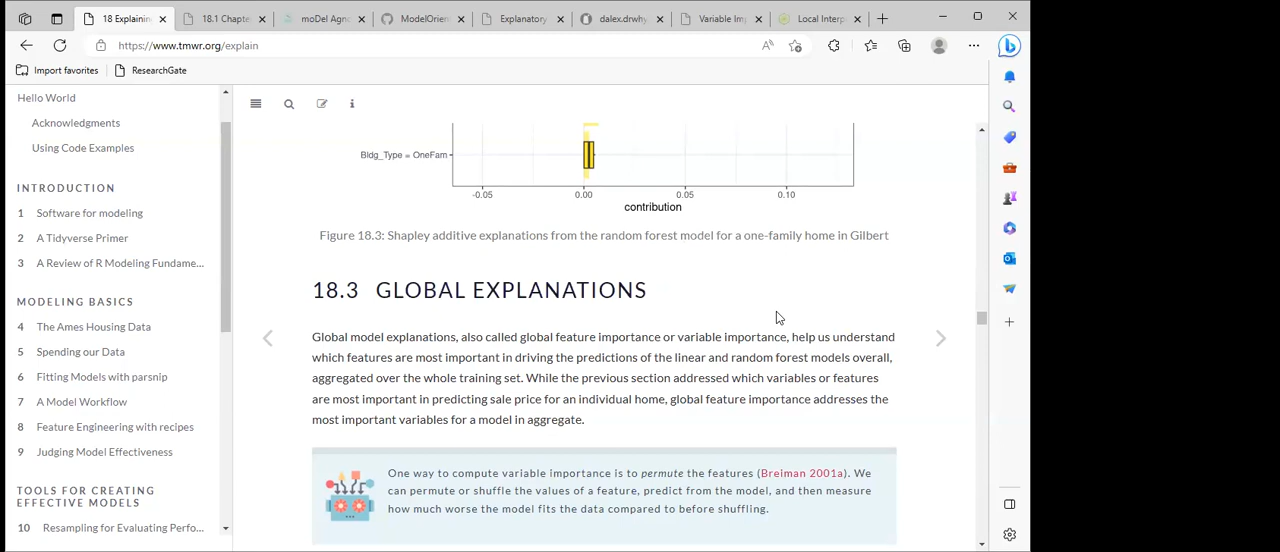 18 Explainin
18.1 Chapte
moDel Agno
ModelOrien
Explanatory
dalex.drwhy
Variable Imp
Local Interp
https://www.tmwr.org/explain
Import favorites
ResearchGate
Hello World
Acknowledgments
Using Code Examples
INTRODUCTION
1 Software for modeling
2 A Tidyverse Primer
3 A Review of R Modeling Fundame...
MODELING BASICS
4 The Ames Housing Data
5 Spending our Data
6 Fitting Models with parsnip
7 A Model Workflow
8 Feature Engineering with recipes
9 Judging Model Effectiveness
TOOLS FOR CREATING
EFFECTIVE MODELS
10 Resampling for Evaluating Perfo...
Bldg_Type = OneFam
-0.05 0.00 0.05 0.10
contribution
Figure 18.3: Shapley additive explanations from the random forest model for a one-family home in Gilbert
18.3 GLOBAL EXPLANATIONS
Global model explanations, also called global feature importance or variable importance, help us understand
which features are most important in driving the predictions of the linear and random forest models overall,
aggregated over the whole training set. While the previous section addressed which variables or features
are most important in predicting sale price for an individual home, global feature importance addresses the
most important variables for a model in aggregate.
One way to compute variable importance is to permute the features (Breiman 2001a). We
can permute or shuffle the values of a feature, predict from the model, and then measure
how much worse the model fits the data compared to before shuffling.